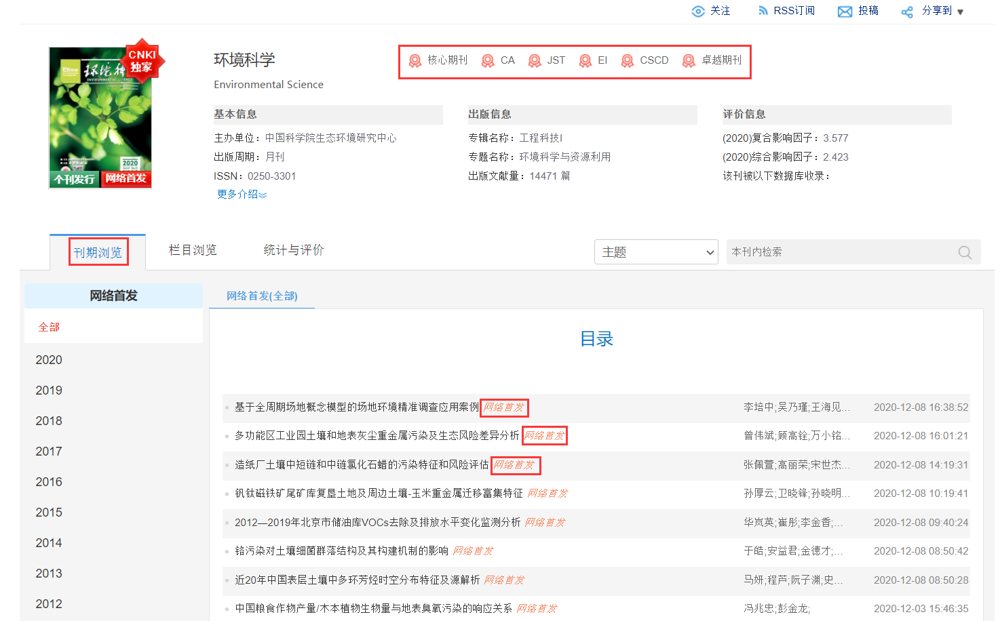 关注 RSS订阅 投稿 分享到
CNKI
独家
环境科学
ENVIRONMENTAL SCIENCE
2020
个刊发行 网络首发
环境科学
核心期刊 CA JST EI CSCD 卓越期刊
Environmental Science
基本信息
主办单位：中国科学院生态环境研究中心
出版周期：月刊
ISSN：0250-3301
更多介绍
出版信息
专辑名称：工程科技I
专题名称：环境科学与资源利用
出版文献量：14471 篇
评价信息
(2020)复合影响因子：3.577
(2020)综合影响因子：2.423
该刊被以下数据库收录：
刊期浏览 栏目浏览 统计与评价 主题 本刊内检索
网络首发
全部
2020
2019
2018
2017
2016
2015
2014
2013
2012
网络首发(全部)
目录
基于全周期场地概念模型的场地环境精准调查应用案例 网络首发 李培中;吴乃瑾;王海见... 2020-12-08 16:38:52
多功能区工业园土壤和地表灰尘重金属污染及生态风险差异分析 网络首发 曾伟斌;顾高铨;万小铭... 2020-12-08 16:01:21
造纸厂土壤中短链和中链氯化石蜡的污染特征和风险评估 网络首发 张佩萱;高丽荣;宋世杰... 2020-12-08 14:19:31
钒钛磁铁矿尾矿库复垦土地及周边土壤-玉米重金属迁移富集特征 网络首发 孙厚云;卫晓锋;孙晓明... 2020-12-08 10:19:41
2012—2019年北京市储油库VOCs去除及排放水平变化监测分析 网络首发 华岚英;崔彤;李金香;... 2020-12-08 09:40:24
铬污染对土壤细菌群落结构及其构建机制的影响 网络首发 于皓;安益君;金德才;... 2020-12-08 08:50:42
近20年中国表层土壤中多环芳烃时空分布特征及源解析 网络首发 马妍;程芦;阮子渊;史... 2020-12-08 08:50:28
中国粮食作物产量/木本植物生物量与地表臭氧污染的响应关系 网络首发 冯兆忠;彭金龙; 2020-12-03 15:46:35